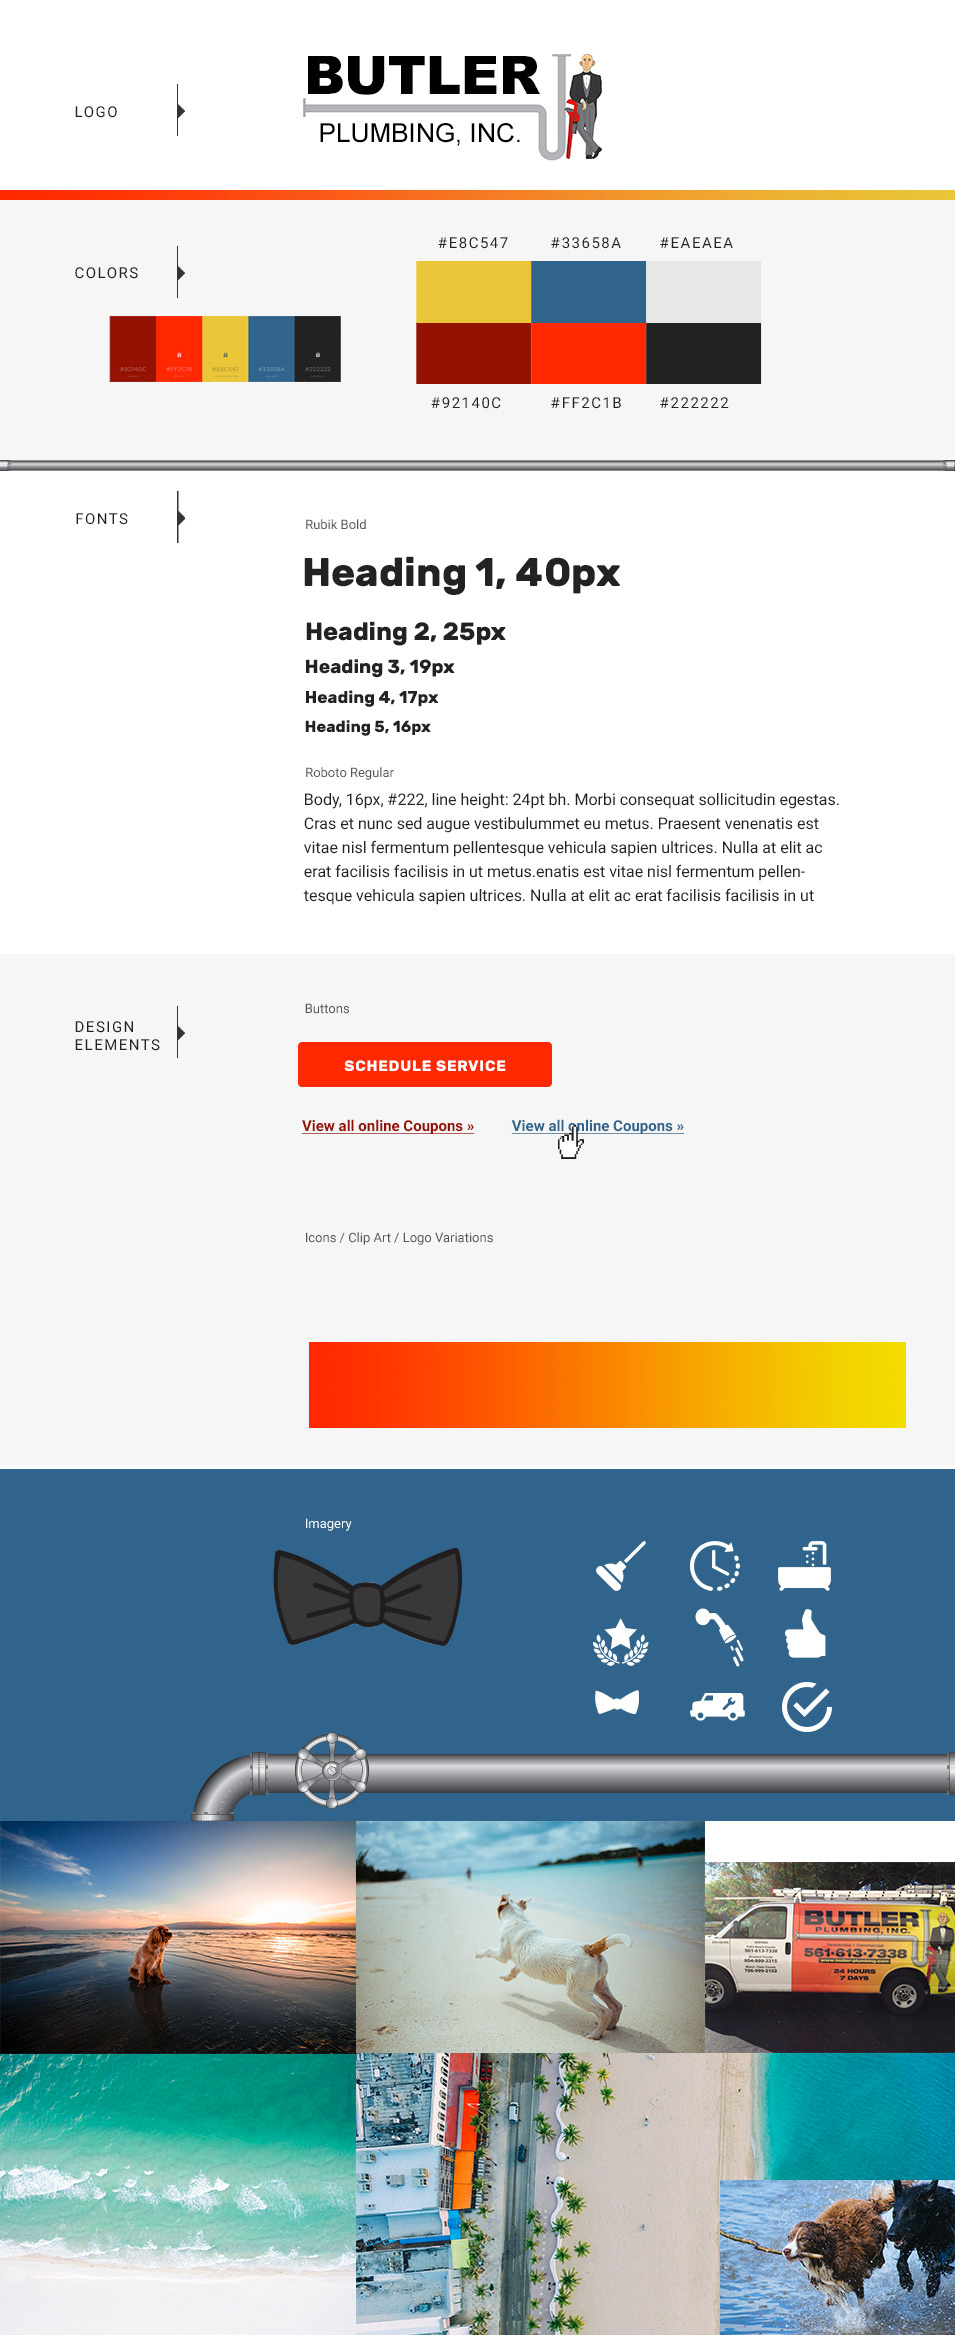 LOGO
BUTLER
PLUMBING, INC.
COLORS
#E8C547 #33658A #EAEAEA
#92140C #FF2C1B #E8C547 #33658A #222222
#92140C #FF2C1B #222222
FONTS
Rubik Bold
Heading 1, 40px
Heading 2, 25px
Heading 3, 19px
Heading 4, 17px
Heading 5, 16px
Roboto Regular
Body, 16px, #222, line height: 24pt bh. Morbi consequat sollicitudin egestas.
Cras et nunc sed augue vestibulummet eu metus. Praesent venenatis est
vitae nisl fermentum pellentesque vehicula sapien ultrices. Nulla at elit ac
erat facilisis facilisis in ut metus.enatis est vitae nisl fermentum pellen-
tesque vehicula sapien ultrices. Nulla at elit ac erat facilisis facilisis in ut
DESIGN
ELEMENTS
Buttons
SCHEDULE SERVICE
View all online Coupons » View all online Coupons »
Icons / Clip Art / Logo Variations
Imagery
BUTLER
PLUMBING, INC.
561-613-7338
24 HOURS
7 DAYS